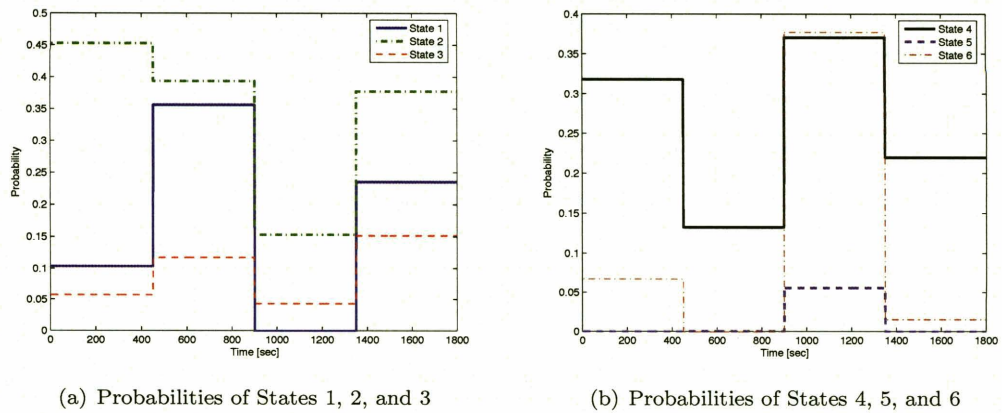 0.5
0.45
0.4
0.35
0.3
0.25
0.2
0.15
0.1
0.05
0
Probability
State 1
State 2
State 3
0 200 400 600 800 1000 1200 1400 1600 1800
Time [sec]
(a) Probabilities of States 1, 2, and 3
0.4
0.35
0.3
0.25
0.2
0.15
0.1
0.05
0
Probability
State 4
State 5
State 6
0 200 400 600 800 1000 1200 1400 1600 1800
Time [sec]
(b) Probabilities of States 4, 5, and 6